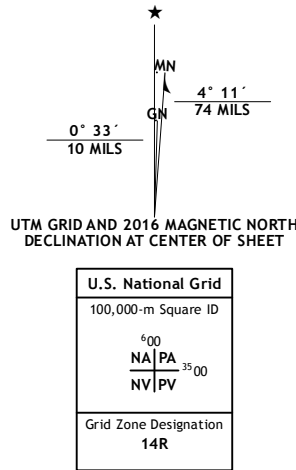 ★
MN
4° 11´
74 MILS
GN
0° 33´
10 MILS
UTM GRID AND 2016 MAGNETIC NORTH
DECLINATION AT CENTER OF SHEET
U.S. National Grid
100,000-m Square ID
⁶00
NA PA
³⁵00
NV PV
Grid Zone Designation
14R